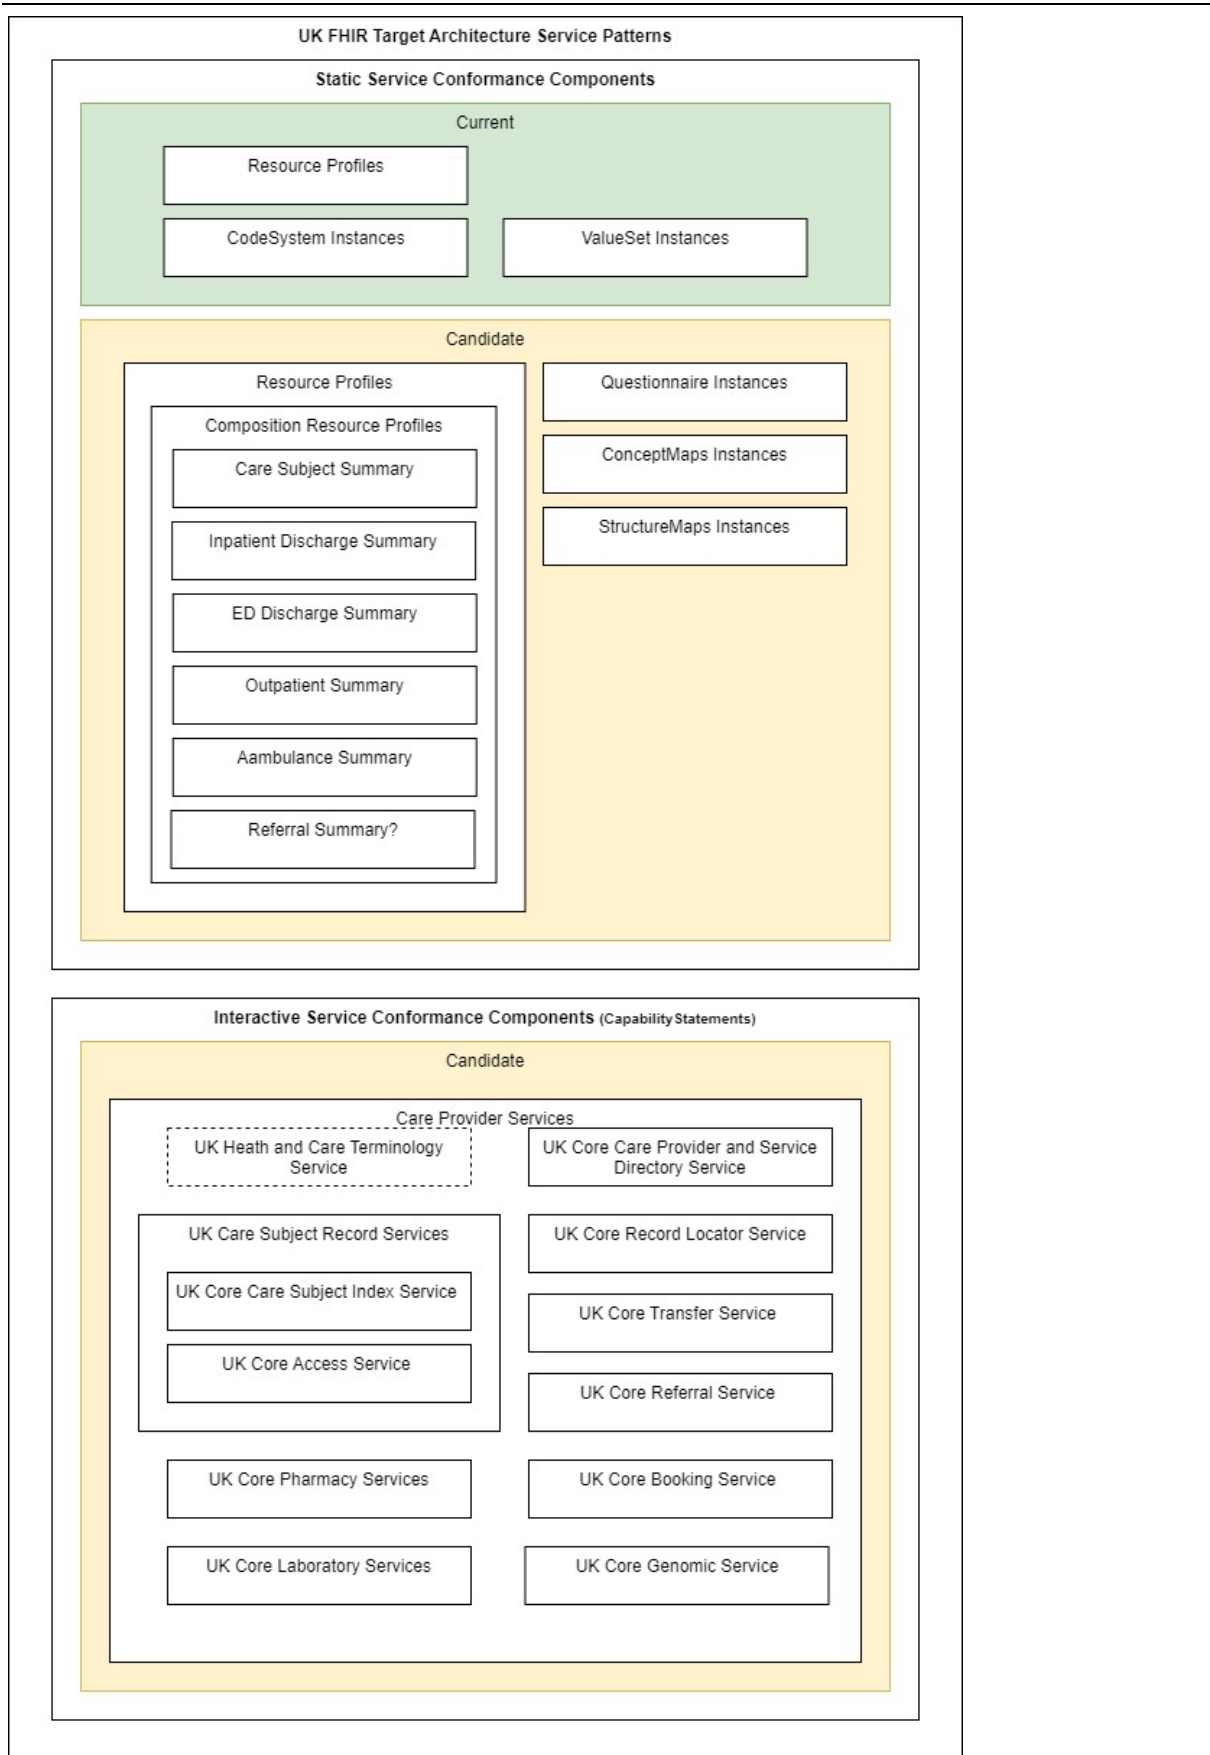 UK FHIR Target Architecture Service Patterns
Static Service Conformance Components
Current
Resource Profiles
CodeSystem Instances
ValueSet Instances
Candidate
Resource Profiles
Composition Resource Profiles
Care Subject Summary
Inpatient Discharge Summary
ED Discharge Summary
Outpatient Summary
Aambulance Summary
Referral Summary?
Questionnaire Instances
ConceptMaps Instances
StructureMaps Instances
Interactive Service Conformance Components (Capability Statements)
Candidate
Care Provider Services
UK Heath and Care Terminology
Service
UK Core Care Provider and Service
Directory Service
UK Care Subject Record Services
UK Core Care Subject Index Service
UK Core Access Service
UK Core Record Locator Service
UK Core Transfer Service
UK Core Referral Service
UK Core Pharmacy Services
UK Core Booking Service
UK Core Laboratory Services
UK Core Genomic Service